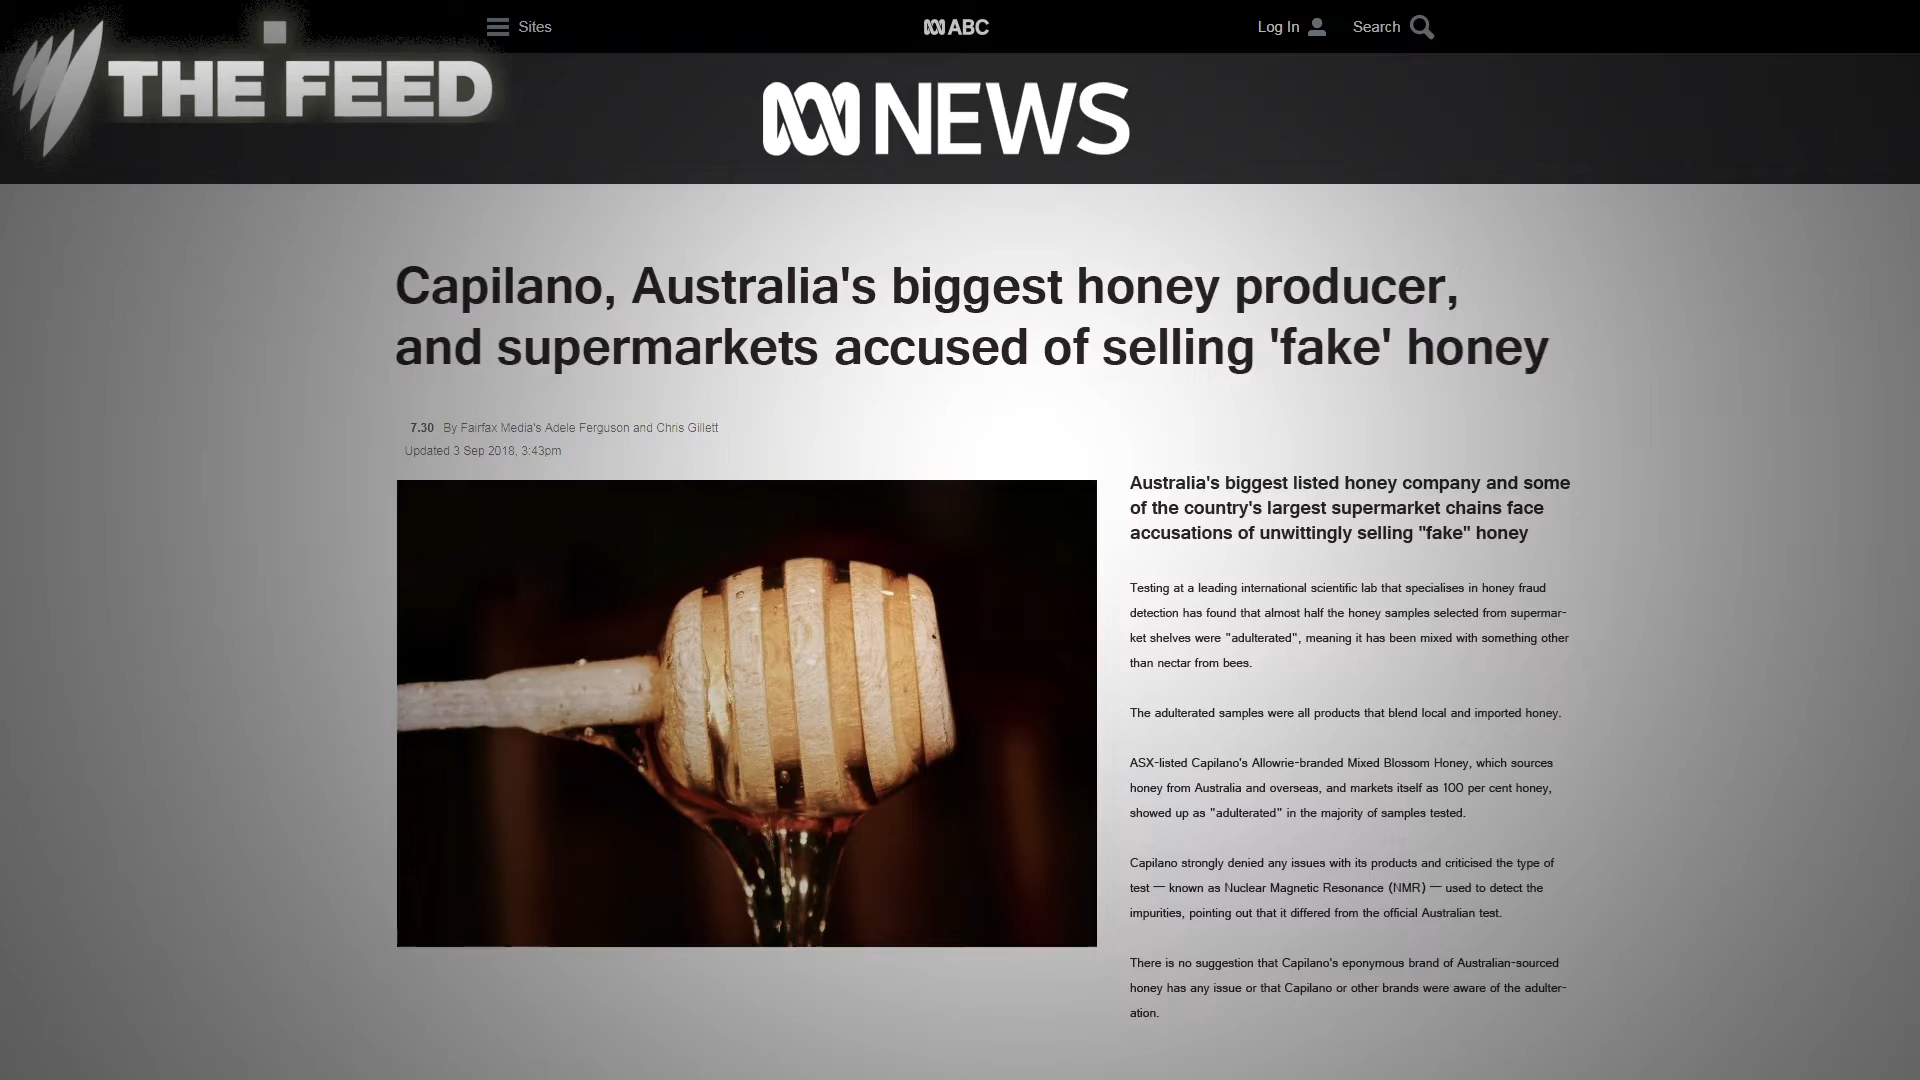 THE FEED
Sites
ABC
Log In
Search
NEWS
Capilano, Australia's biggest honey producer,
and supermarkets accused of selling 'fake' honey
7.30 By Fairfax Media's Adele Ferguson and Chris Gillett
Updated 3 Sep 2018, 3:43pm
Australia's biggest listed honey company and some
of the country's largest supermarket chains face
accusations of unwittingly selling "fake" honey
Testing at a leading international scientific lab that specialises in honey fraud
detection has found that almost half the honey samples selected from supermar-
ket shelves were "adulterated", meaning it has been mixed with something other
than nectar from bees.
The adulterated samples were all products that blend local and imported honey.
ASX-listed Capilano's Allowrie-branded Mixed Blossom Honey, which sources
honey from Australia and overseas, and markets itself as 100 per cent honey,
showed up as "adulterated" in the majority of samples tested.
Capilano strongly denied any issues with its products and criticised the type of
test — known as Nuclear Magnetic Resonance (NMR) — used to detect the
impurities, pointing out that it differed from the official Australian test.
There is no suggestion that Capilano's eponymous brand of Australian-sourced
honey has any issue or that Capilano or other brands were aware of the adulter-
ation.